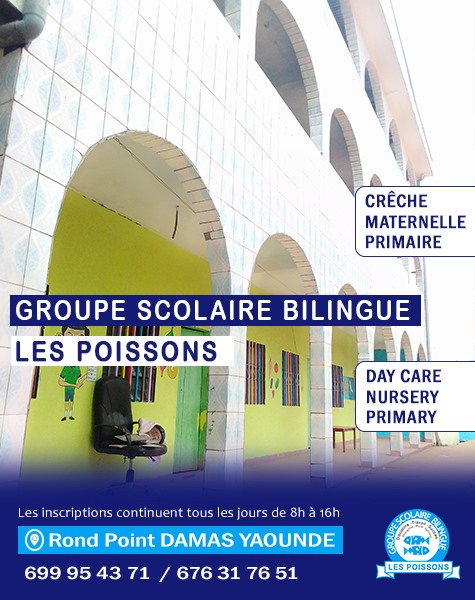 CRÊCHE
MATERNELLE
PRIMAIRE
GROUPE SCOLAIRE BILINGUE
LES POISSONS
DAY CARE
NURSERY
PRIMARY
Les inscriptions continuent tous les jours de 8h à 16h
Rond Point DAMAS YAOUNDE
699 95 43 71 / 676 31 76 51
GROUPE SCOLAIRE BILINGUE
LES POISSONS